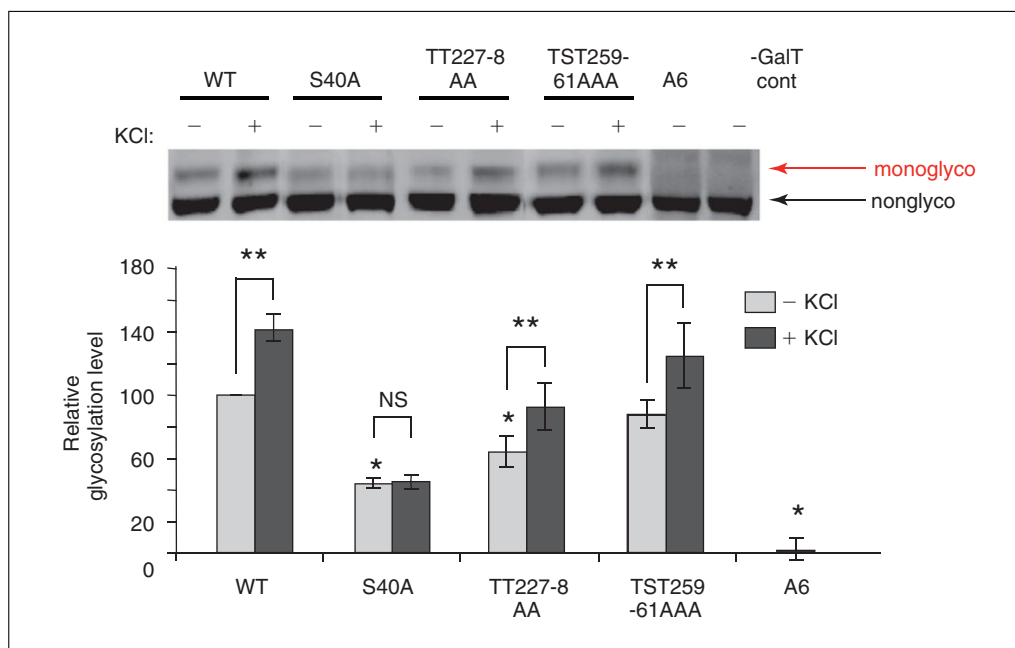 WT S40A TT227-8 AA TST259-61AAA A6 -GalT cont
KCl: − + − + − + − + − −
monoglyco
nonglyco
Relative glycosylation level
180
140
100
60
20
0
** NS ** **
* * *
− KCl
+ KCl
WT S40A TT227-8 AA TST259 -61AAA A6